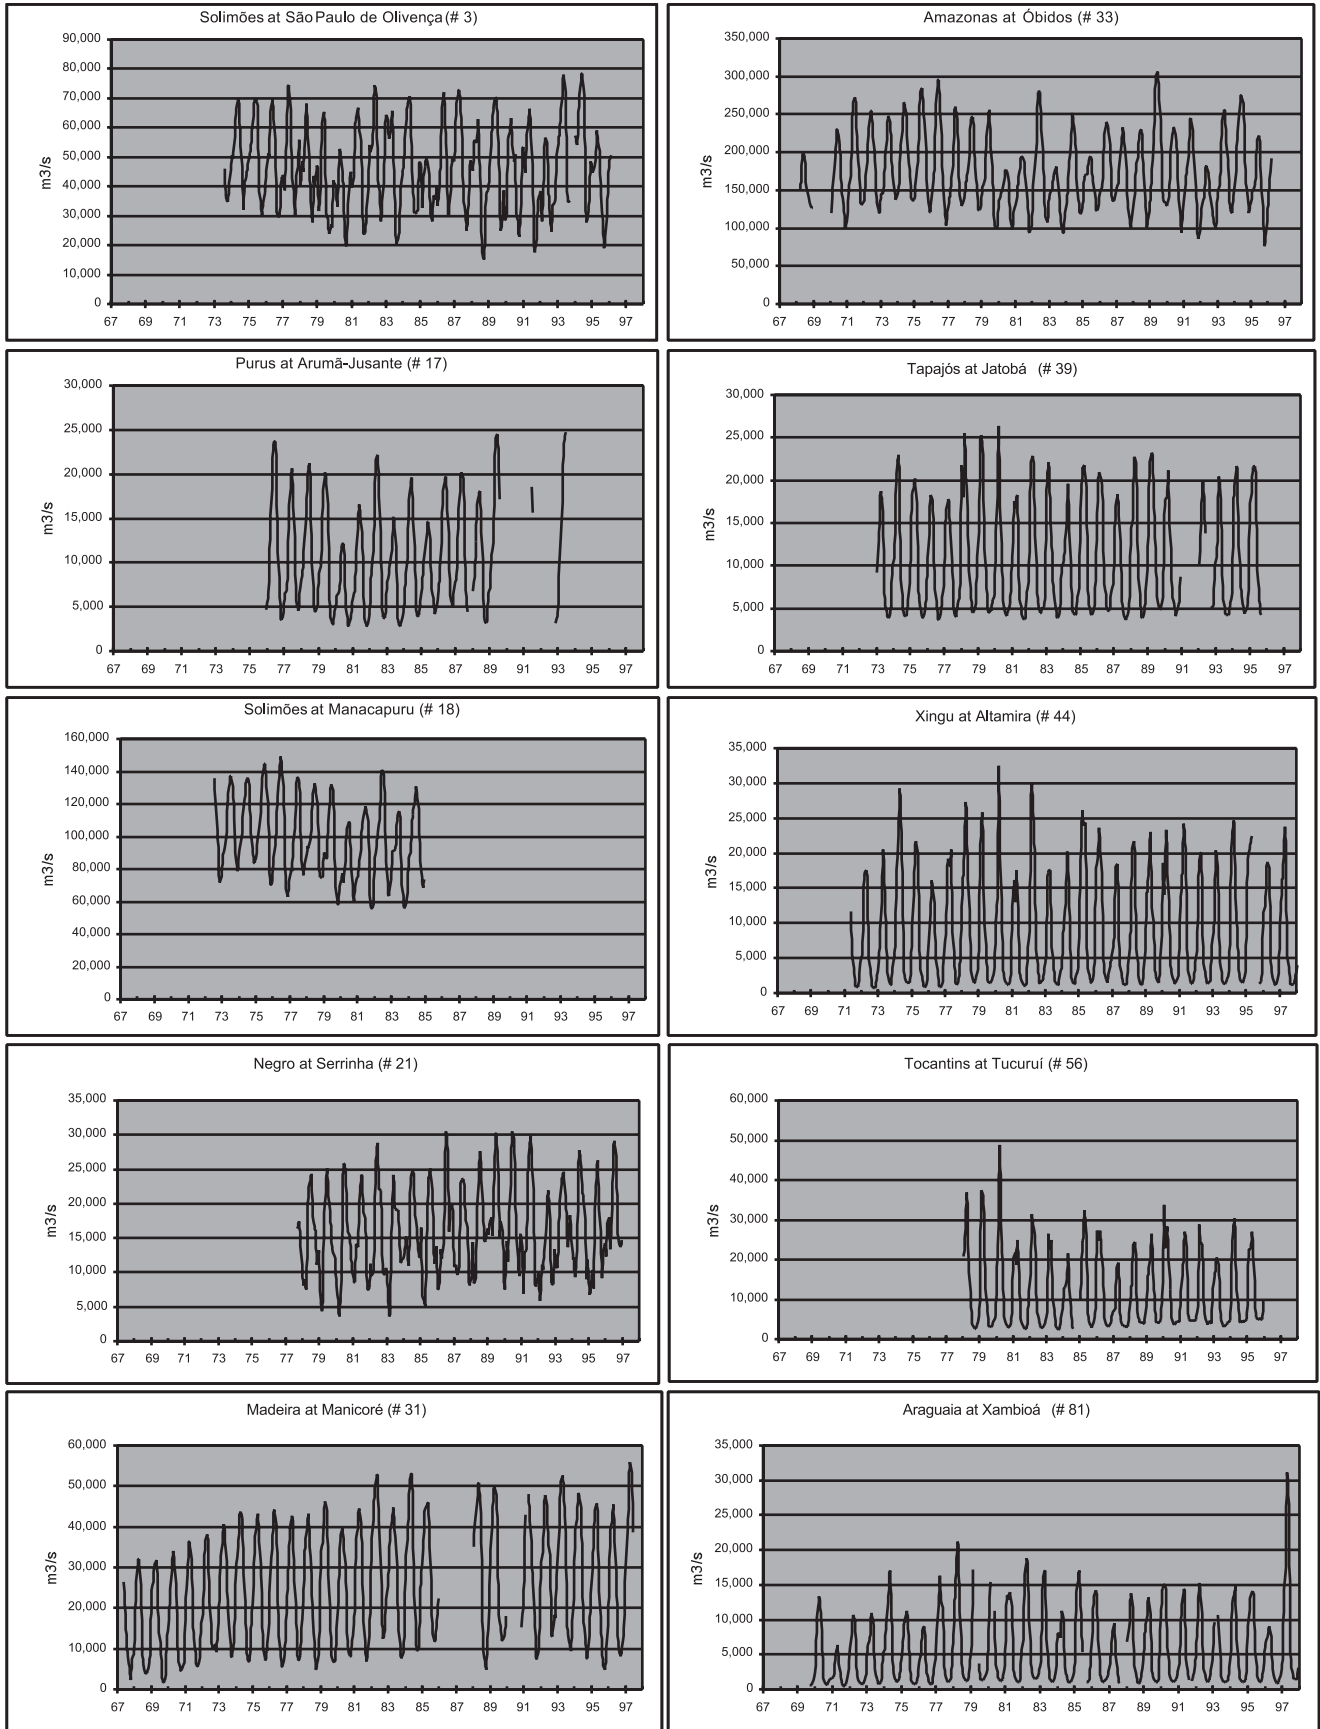 Solimões at São Paulo de Olivença (# 3)
90,000
80,000
70,000
60,000
50,000
40,000
30,000
20,000
10,000
0
m3/s
67 69 71 73 75 77 79 81 83 85 87 89 91 93 95 97
Amazonas at Óbidos (# 33)
350,000
300,000
250,000
200,000
150,000
100,000
50,000
0
m3/s
67 69 71 73 75 77 79 81 83 85 87 89 91 93 95 97
Purus at Arumã-Jusante (# 17)
30,000
25,000
20,000
15,000
10,000
5,000
0
m3/s
67 69 71 73 75 77 79 81 83 85 87 89 91 93 95 97
Tapajós at Jatobá (# 39)
30,000
25,000
20,000
15,000
10,000
5,000
0
m3/s
67 69 71 73 75 77 79 81 83 85 87 89 91 93 95 97
Solimões at Manacapuru (# 18)
160,000
140,000
120,000
100,000
80,000
60,000
40,000
20,000
0
m3/s
67 69 71 73 75 77 79 81 83 85 87 89 91 93 95 97
Xingu at Altamira (# 44)
35,000
30,000
25,000
20,000
15,000
10,000
5,000
0
m3/s
67 69 71 73 75 77 79 81 83 85 87 89 91 93 95 97
Negro at Serrinha (# 21)
35,000
30,000
25,000
20,000
15,000
10,000
5,000
0
m3/s
67 69 71 73 75 77 79 81 83 85 87 89 91 93 95 97
Tocantins at Tucuruí (# 56)
60,000
50,000
40,000
30,000
20,000
10,000
0
m3/s
67 69 71 73 75 77 79 81 83 85 87 89 91 93 95 97
Madeira at Manicoré (# 31)
60,000
50,000
40,000
30,000
20,000
10,000
0
m3/s
67 69 71 73 75 77 79 81 83 85 87 89 91 93 95 97
Araguaia at Xambioá (# 81)
35,000
30,000
25,000
20,000
15,000
10,000
5,000
0
m3/s
67 69 71 73 75 77 79 81 83 85 87 89 91 93 95 97